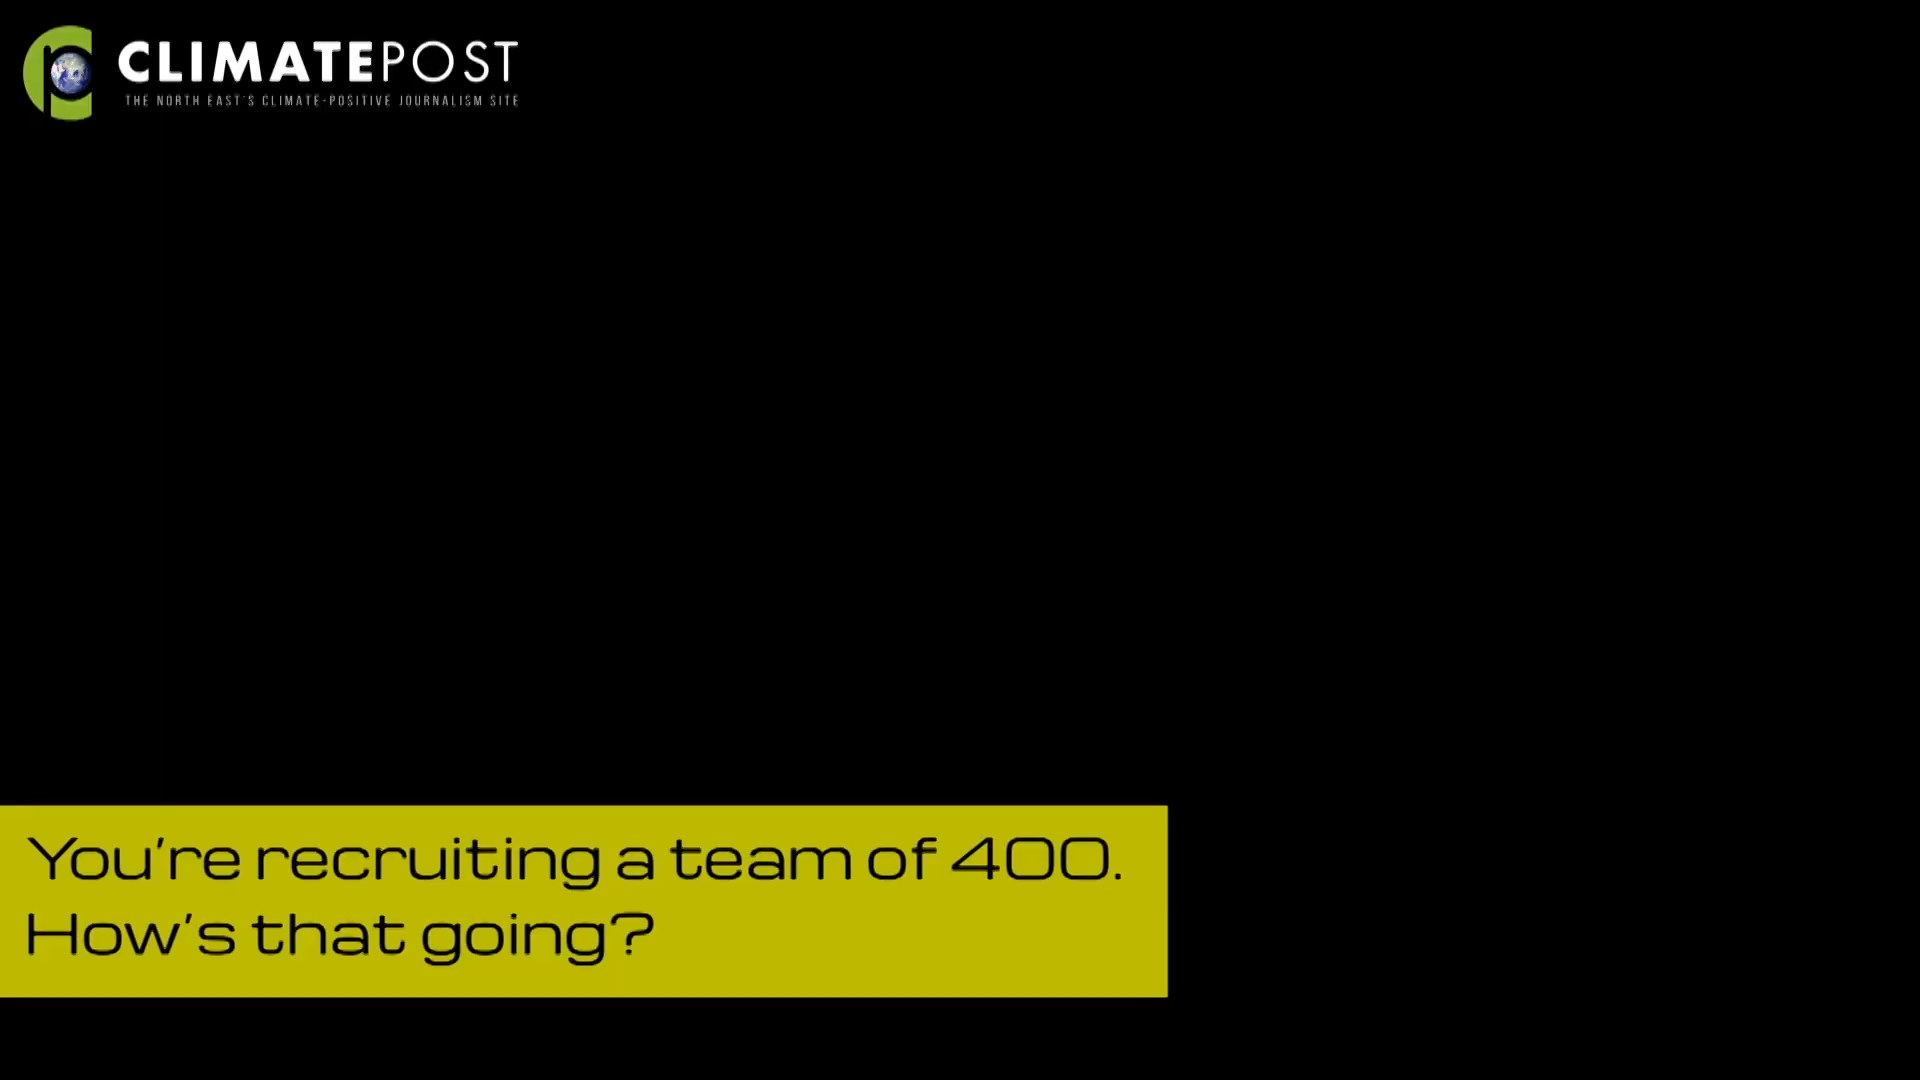 CLIMATEPOST
THE NORTH EAST'S CLIMATE-POSITIVE JOURNALISM SITE
You're recruiting a team of 400.
How's that going?